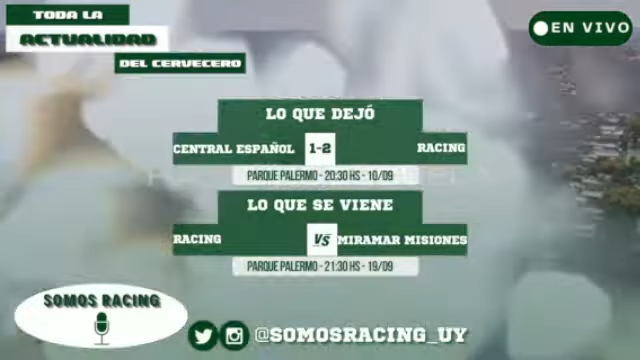 TODA LA
ACTUALIDAD
DEL CERVECERO
EN VIVO
LO QUE DEJÓ
CENTRAL ESPAÑOL 1-2 RACING
PARQUE PALERMO - 20:30 HS - 10/09
LO QUE SE VIENE
RACING VS MIRAMAR MISIONES
PARQUE PALERMO - 21:30 HS - 19/09
SOMOS RACING
@SOMOSRACING_UY